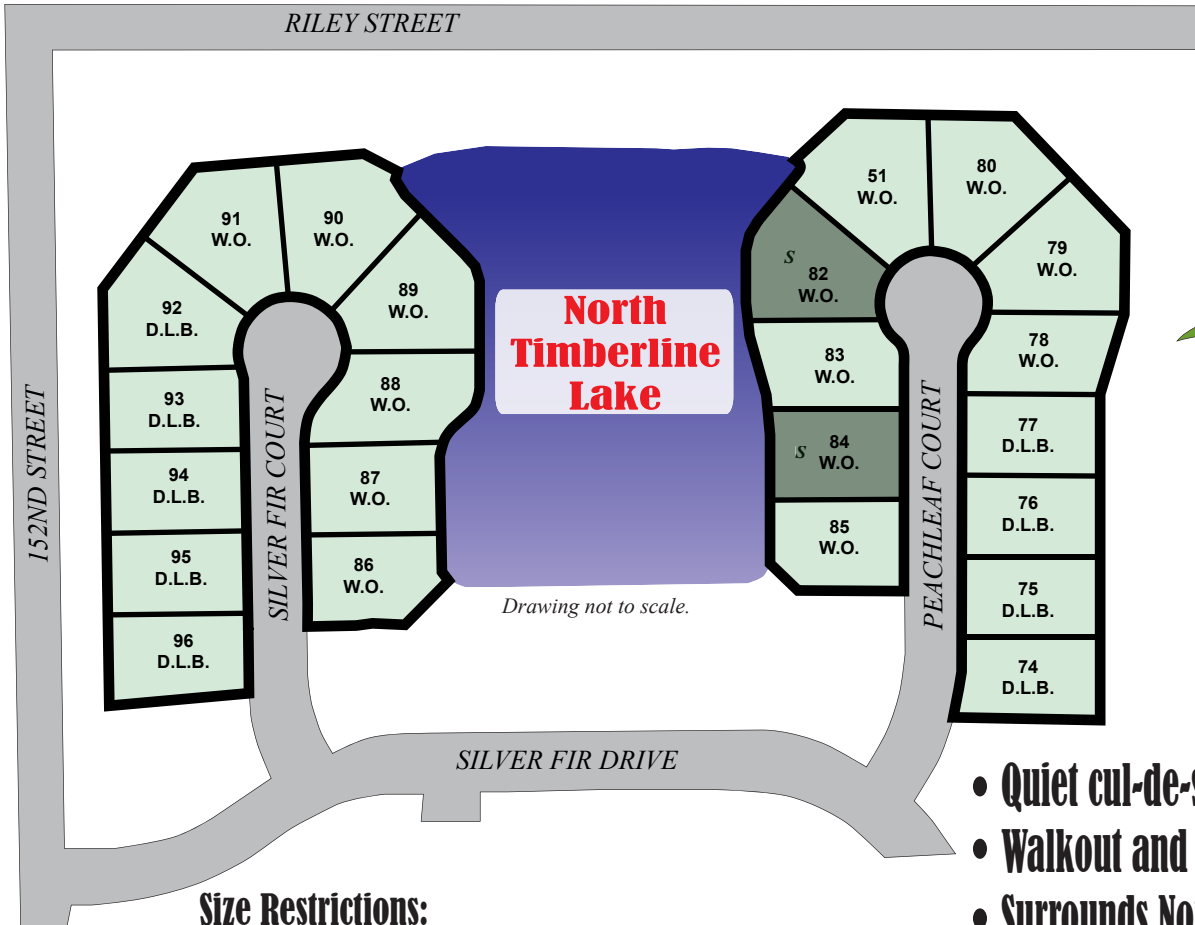 RILEY STREET
152ND STREET
91
W.O.
90
W.O.
92
D.L.B.
89
W.O.
93
D.L.B.
88
W.O.
94
D.L.B.
87
W.O.
95
D.L.B.
86
W.O.
96
D.L.B.
SILVER FIR COURT
North
Timberline
Lake
Drawing not to scale.
51
W.O.
80
W.O.
S
82
W.O.
79
W.O.
83
W.O.
78
W.O.
S
84
W.O.
77
D.L.B.
85
W.O.
76
D.L.B.
75
D.L.B.
74
D.L.B.
PEACHLEAF COURT
SILVER FIR DRIVE
• Quiet cul-de-
• Walkout and
• Surrounds
Size Restrictions: